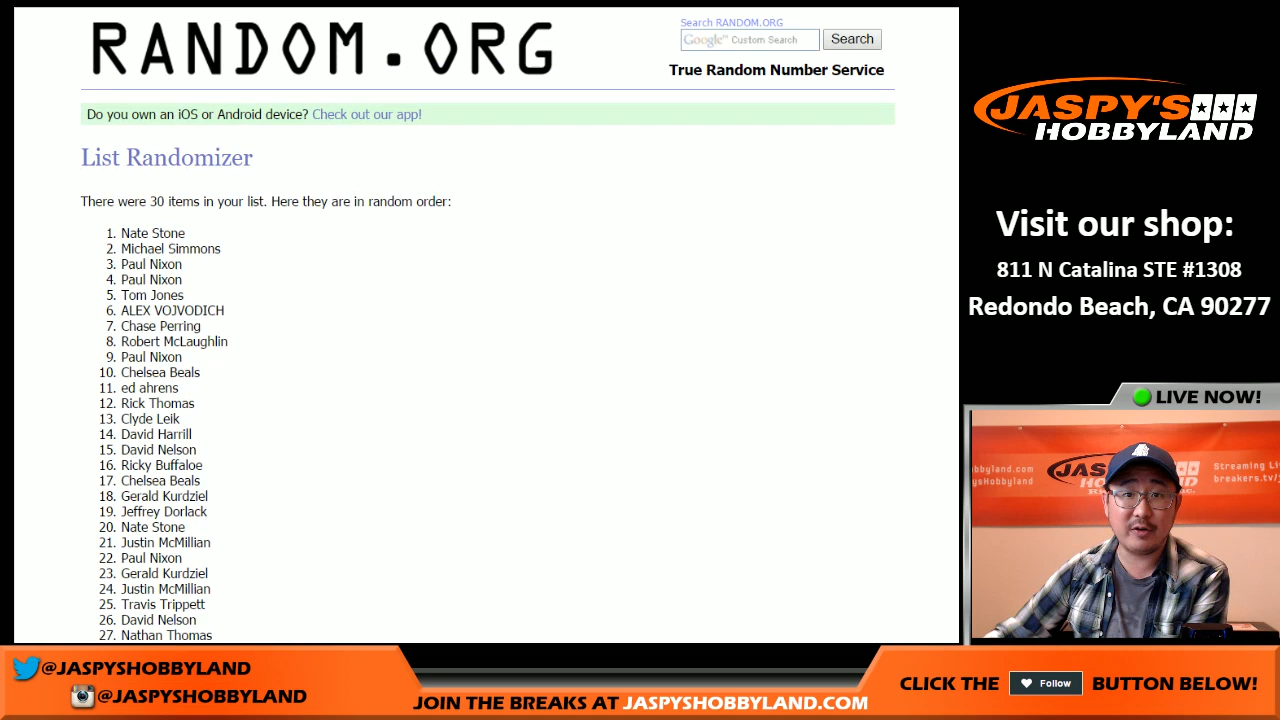 RANDOM.ORG
Search RANDOM.ORG
Google™ Custom Search
Search
True Random Number Service
Do you own an iOS or Android device? Check out our app!
List Randomizer
There were 30 items in your list. Here they are in random order:
1. Nate Stone
2. Michael Simmons
3. Paul Nixon
4. Paul Nixon
5. Tom Jones
6. ALEX VOJVODICH
7. Chase Perring
8. Robert McLaughlin
9. Paul Nixon
10. Chelsea Beals
11. ed ahrens
12. Rick Thomas
13. Clyde Leik
14. David Harrill
15. David Nelson
16. Ricky Buffaloe
17. Chelsea Beals
18. Gerald Kurdziel
19. Jeffrey Dorlack
20. Nate Stone
21. Justin McMillian
22. Paul Nixon
23. Gerald Kurdziel
24. Justin McMillian
25. Travis Trippett
26. David Nelson
27. Nathan Thomas
JASPY'S
HOBBYLAND
Visit our shop:
811 N Catalina STE #1308
Redondo Beach, CA 90277
LIVE NOW!
@JASPYSHOBBYLAND
@JASPYSHOBBYLAND
JOIN THE BREAKS AT JASPYSHOBBYLAND.COM
CLICK THE
Follow
BUTTON BELOW!